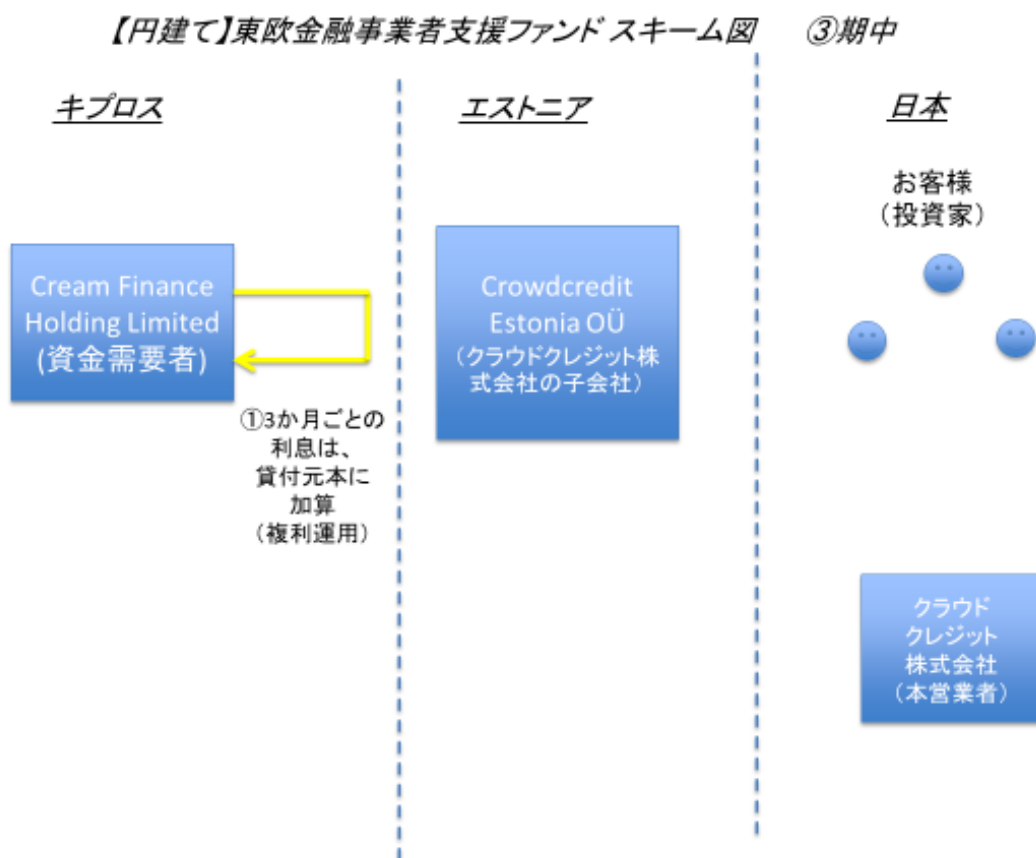 【円建て】東欧金融事業者支援ファンド スキーム図　③期中
キプロス
エストニア
日本
お客様
（投資家）
Cream Finance
Holding Limited
(資金需要者)
Crowdcredit
Estonia OÜ
（クラウドクレジット株
式会社の子会社）
①3か月ごとの
利息は、
貸付元本に
加算
（複利運用）
クラウド
クレジット
株式会社
（本営業者）